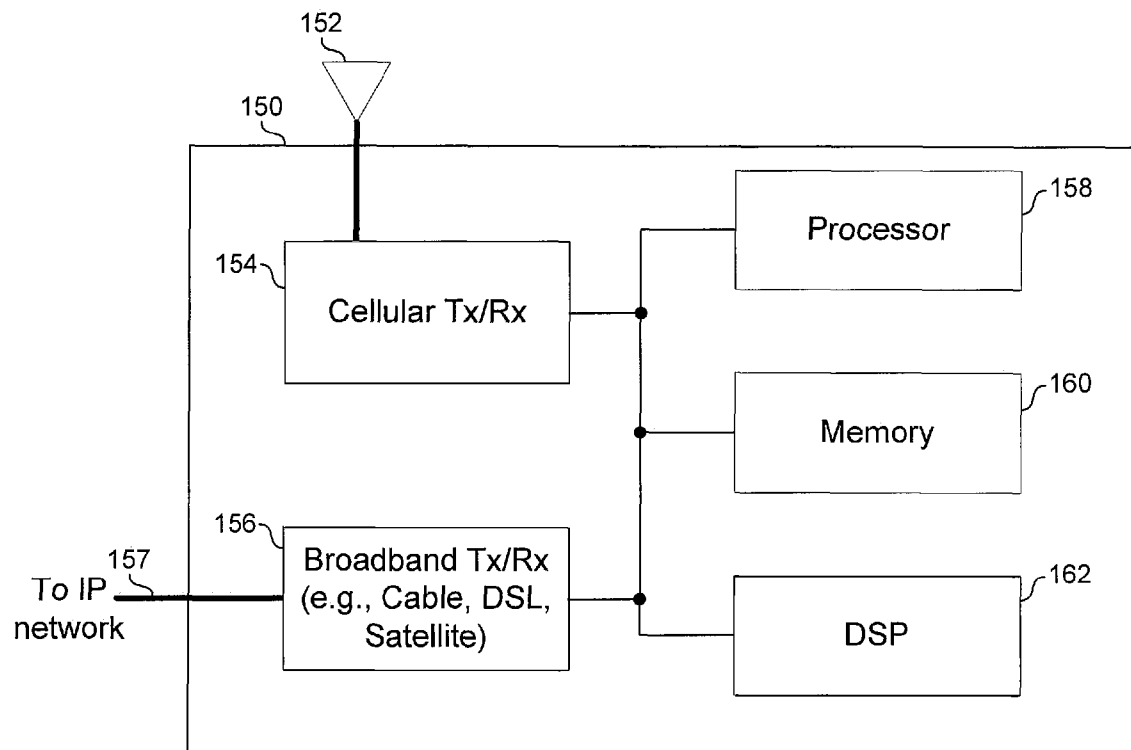 152
150
158
Processor
154
Cellular Tx/Rx
160
Memory
156
Broadband Tx/Rx
(e.g., Cable, DSL,
Satellite)
157
To IP
network
162
DSP